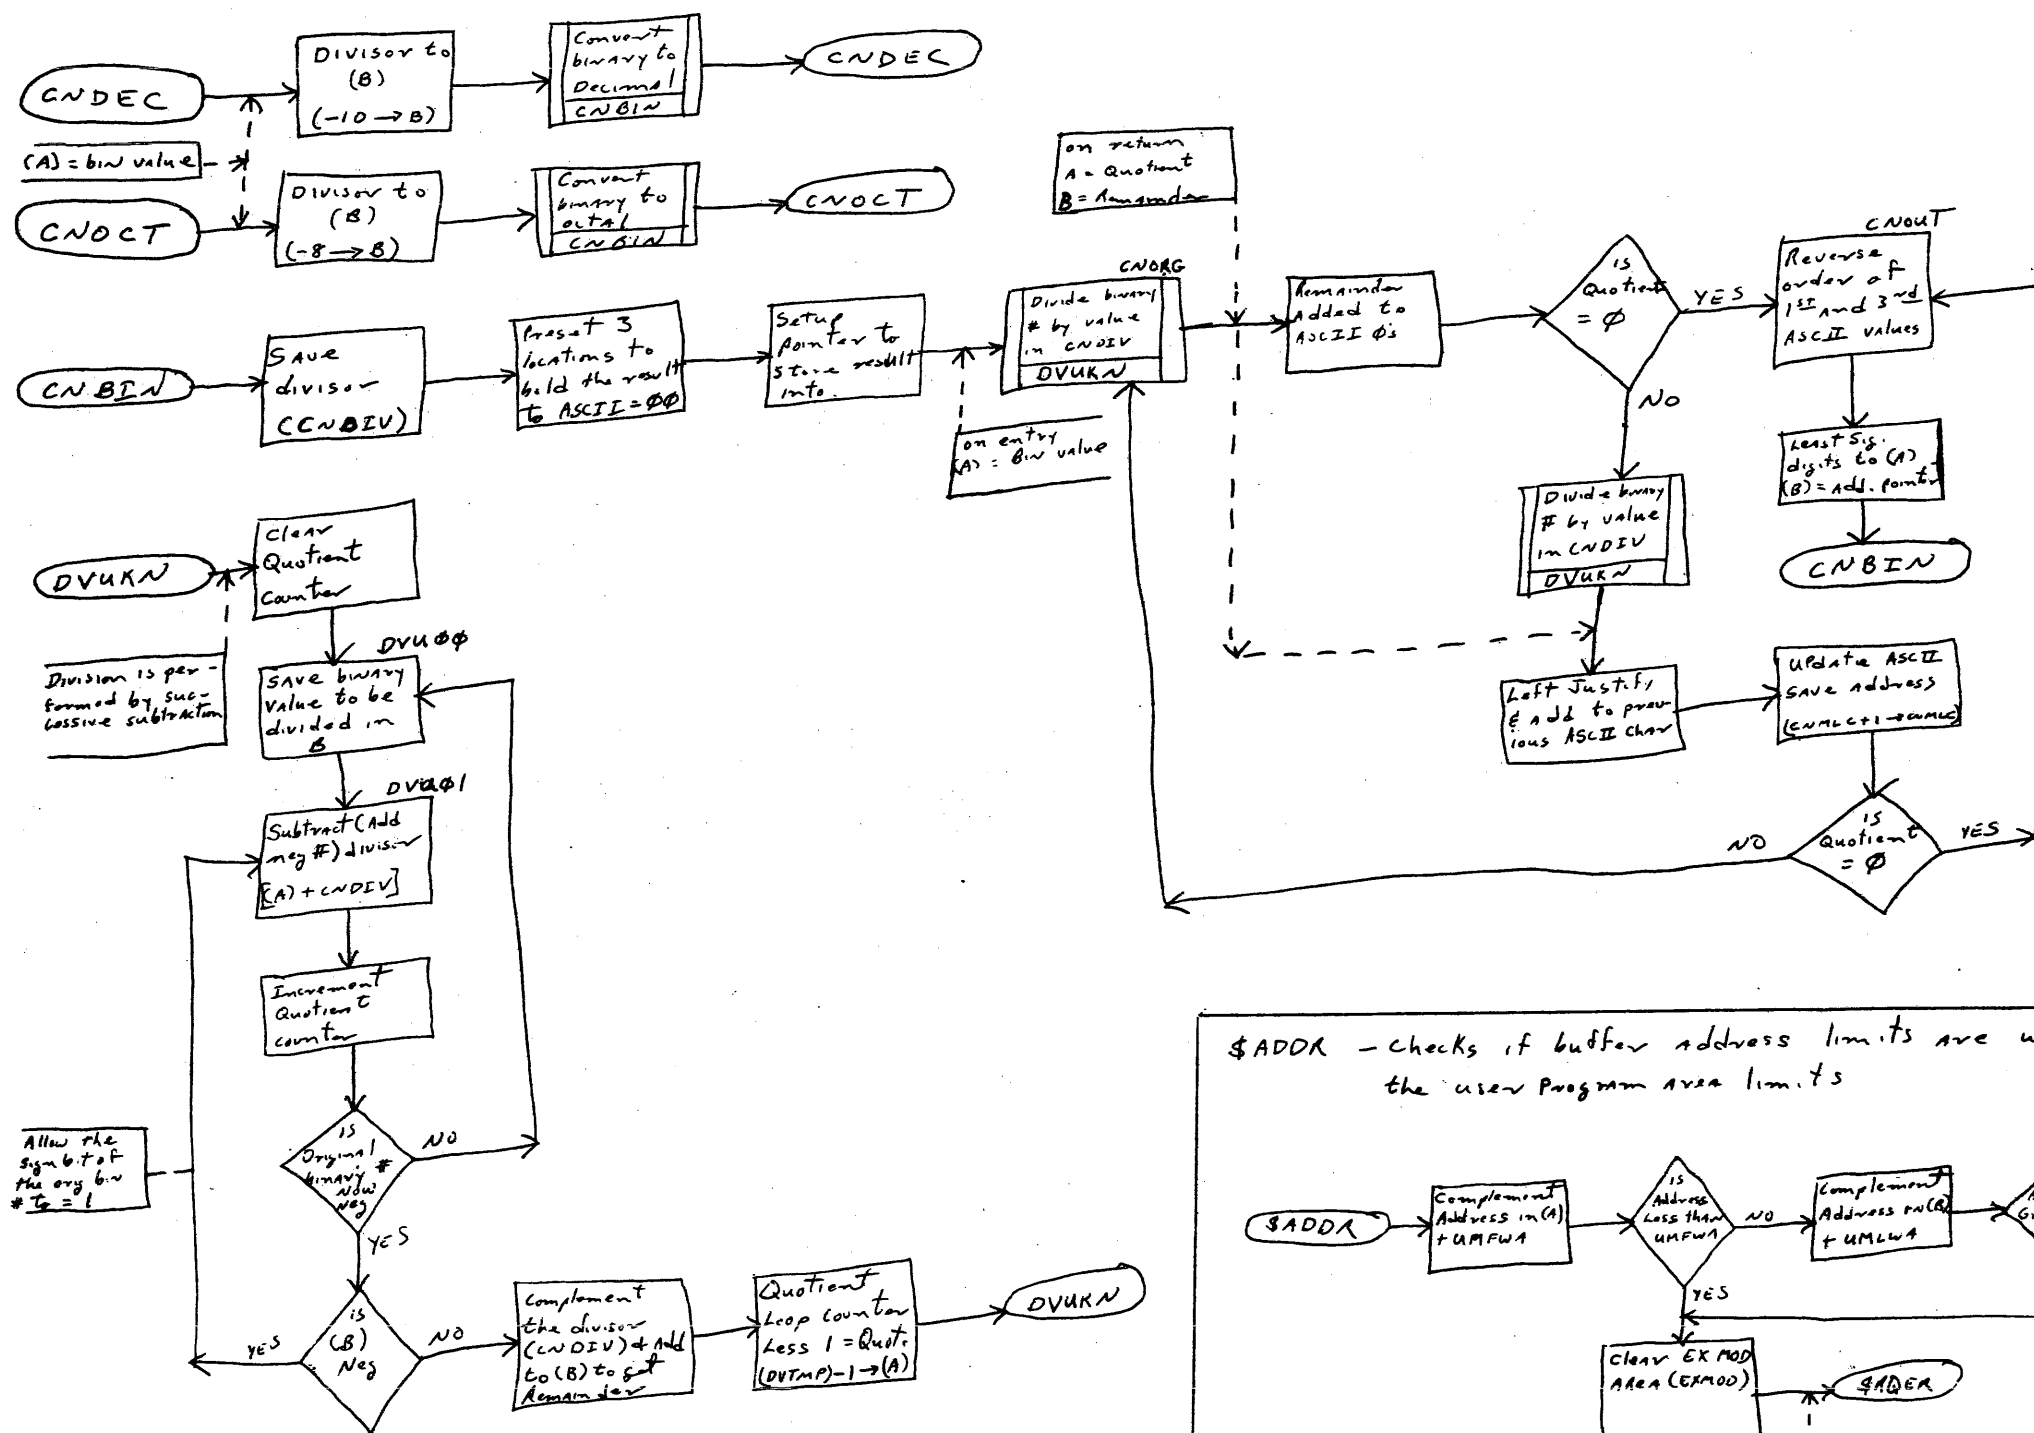 CNDEC
Divisor to
(B)
(-10→B)
Convert
binary to
Decimal
CNBIN
CNDEC
(A) = bin value
CNOCT
Divisor to
(B)
(-8→B)
Convert
binary to
octal
CNBIN
CNOCT
on return
A = Quotient
B = Remainder
CNBIN
Save
divisor
(CNDIV)
Preset 3
locations to
hold the result
to ASCII = ØØ
Setup
pointer to
store result
into.
on entry
(A) = Bin value
CNORG
Divide binary
# by value
in CNDIV
DVUKN
Remainder
Added to
ASCII Ø's
is
Quotient
= Ø
YES
NO
CNOUT
Reverse
order of
1st and 3rd
ASCII values
Least Sig.
digits to (A)
(B) = Add. pointer
CNBIN
Divide binary
# by value
in CNDIV
DVUKN
Left Justify
& Add to prev-
ious ASCII char
Update ASCII
save address
(CNMLC+1→CNMLC)
is
Quotient
= Ø
NO
YES
DVUKN
Clear
Quotient
counter
Division is per-
formed by suc-
cessive subtraction
DVUØØ
Save binary
value to be
divided in
B
DVUØ1
Subtract (Add
neg #) divisor
[(A) + CNDIV]
Increment
Quotient
counter
is
Original
binary #
Now
Neg
NO
YES
Allow the
sign bit of
the org bin
# to = 1
is
(B)
Neg
YES
NO
Complement
the divisor
(CNDIV) & Add
to (B) to get
Remainder
Quotient
Loop counter
Less 1 = Quot.
(DVTMP)-1→(A)
DVUKN
$ADDR - Checks if buffer address limits are
the user program area limits
$ADDR
Complement
Address in (A)
+ UMFWA
is
Address
Less than
UMFWA
NO
YES
Complement
Address in (B)
+ UMLWA
Clear EXMOD
AREA (EXMOD)